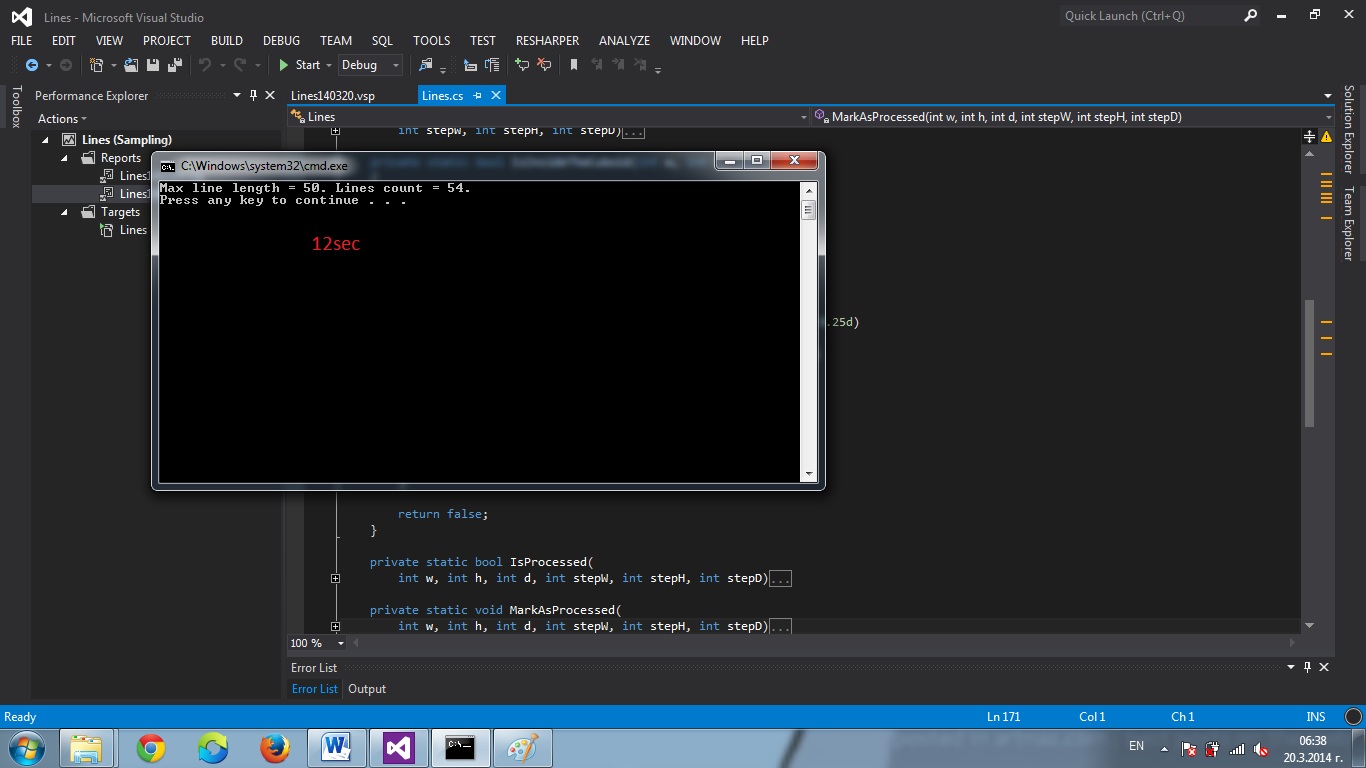 Lines - Microsoft Visual Studio
Quick Launch (Ctrl+Q)
FILE EDIT VIEW PROJECT BUILD DEBUG TEAM SQL TOOLS TEST RESHARPER ANALYZE WINDOW HELP
Start Debug
Toolbox
Performance Explorer
Actions
Lines (Sampling)
Reports
Lines1
Lines1
Targets
Lines
Lines140320.vsp Lines.cs
Lines MarkAsProcessed(int w, int h, int d, int stepW, int stepH, int stepD)
int stepW, int stepH, int stepD)...
C:\Windows\system32\cmd.exe
Max line length = 50. Lines count = 54.
Press any key to continue . . .
12sec
.25d)
return false;
}
private static bool IsProcessed(
int w, int h, int d, int stepW, int stepH, int stepD)...
private static void MarkAsProcessed(
int w, int h, int d, int stepW, int stepH, int stepD)...
100 %
Solution Explorer
Team Explorer
Error List
Error List Output
Ready Ln 171 Col 1 Ch 1 INS
EN
06:38
20.3.2014 г.